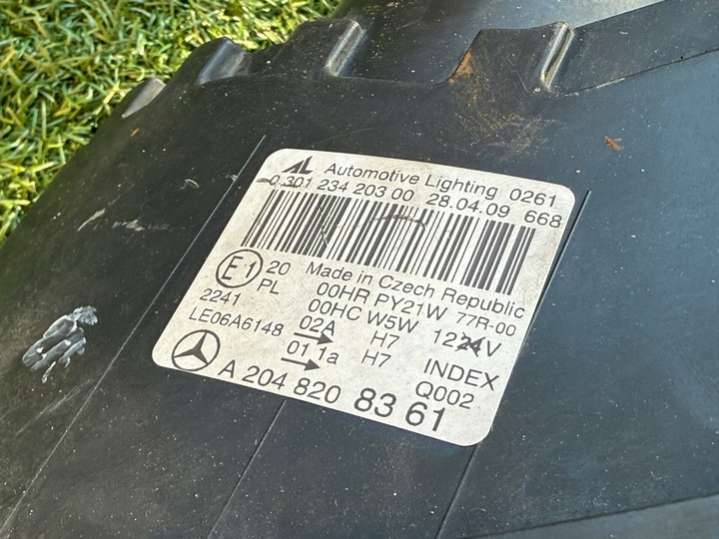 AL Automotive Lighting 0261
0 301 234 203 00 28.04.09 668
E1 20 Made in Czech Republic
PL 00HR PY21W 77R-00
2241 00HC W5W 12V
LE06A6148 02A → H7
01 1a → H7 INDEX
A 204 820 83 61 Q002